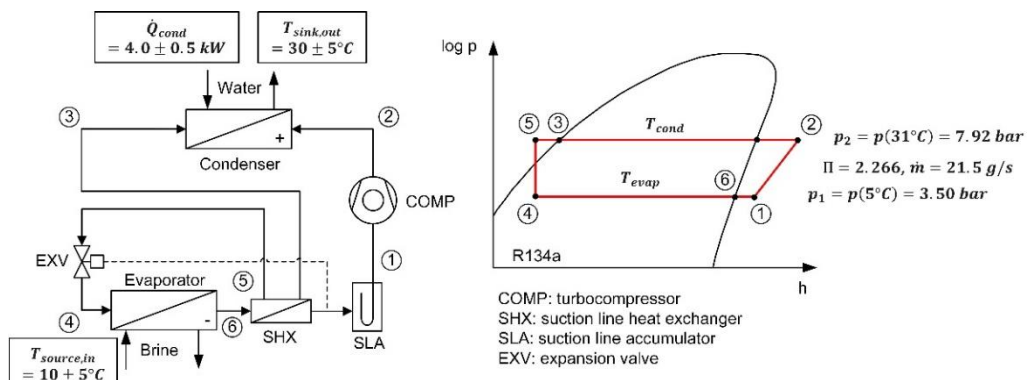 Q̇cond
= 4.0 ± 0.5 kW
Tsink,out
= 30 ± 5°C
Water
③
②
+
Condenser
COMP
EXV
①
Evaporator
⑤
④
-
⑥
SHX
SLA
Brine
Tsource,in
= 10 + 5°C
log p
⑤
③
Tcond
②
Tevap
⑥
④
①
R134a
h
p2 = p(31°C) = 7.92 bar
Π = 2.266, ṁ = 21.5 g/s
p1 = p(5°C) = 3.50 bar
COMP: turbocompressor
SHX: suction line heat exchanger
SLA: suction line accumulator
EXV: expansion valve